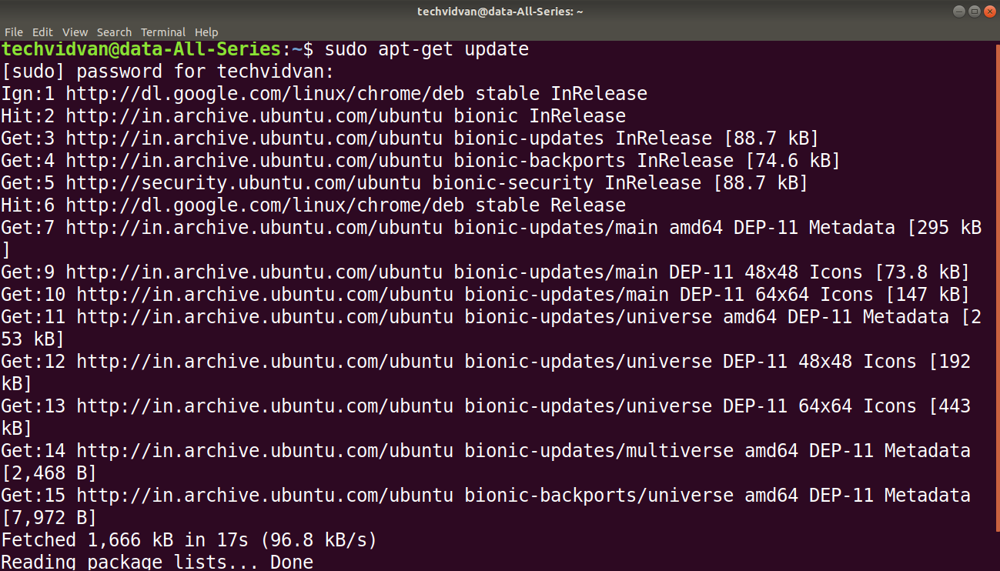 techvidvan@data-All-Series: ~
File Edit View Search Terminal Help
techvidvan@data-All-Series:~$ sudo apt-get update
[sudo] password for techvidvan:
Ign:1 http://dl.google.com/linux/chrome/deb stable InRelease
Hit:2 http://in.archive.ubuntu.com/ubuntu bionic InRelease
Get:3 http://in.archive.ubuntu.com/ubuntu bionic-updates InRelease [88.7 kB]
Get:4 http://in.archive.ubuntu.com/ubuntu bionic-backports InRelease [74.6 kB]
Get:5 http://security.ubuntu.com/ubuntu bionic-security InRelease [88.7 kB]
Hit:6 http://dl.google.com/linux/chrome/deb stable Release
Get:7 http://in.archive.ubuntu.com/ubuntu bionic-updates/main amd64 DEP-11 Metadata [295 kB
]
Get:9 http://in.archive.ubuntu.com/ubuntu bionic-updates/main DEP-11 48x48 Icons [73.8 kB]
Get:10 http://in.archive.ubuntu.com/ubuntu bionic-updates/main DEP-11 64x64 Icons [147 kB]
Get:11 http://in.archive.ubuntu.com/ubuntu bionic-updates/universe amd64 DEP-11 Metadata [2
53 kB]
Get:12 http://in.archive.ubuntu.com/ubuntu bionic-updates/universe DEP-11 48x48 Icons [192
kB]
Get:13 http://in.archive.ubuntu.com/ubuntu bionic-updates/universe DEP-11 64x64 Icons [443
kB]
Get:14 http://in.archive.ubuntu.com/ubuntu bionic-updates/multiverse amd64 DEP-11 Metadata
[2,468 B]
Get:15 http://in.archive.ubuntu.com/ubuntu bionic-backports/universe amd64 DEP-11 Metadata
[7,972 B]
Fetched 1,666 kB in 17s (96.8 kB/s)
Reading package lists... Done